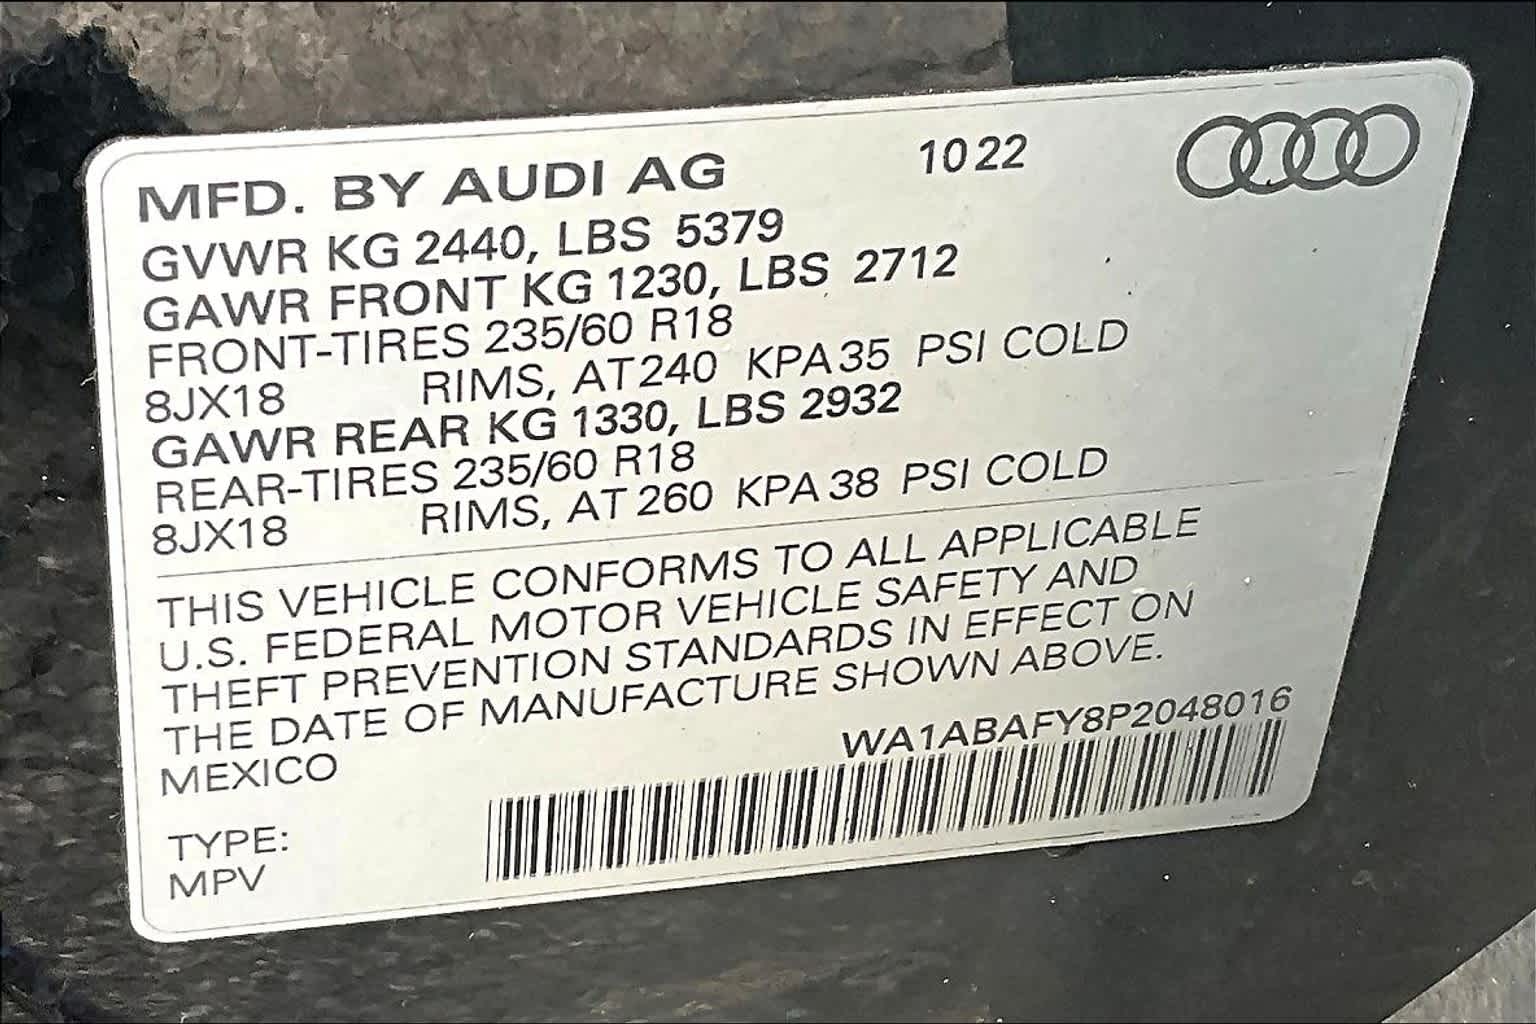 MFD. BY AUDI AG 10 22
GVWR KG 2440, LBS 5379
GAWR FRONT KG 1230, LBS 2712
FRONT-TIRES 235/60 R18
8JX18 RIMS, AT 240 KPA 35 PSI COLD
GAWR REAR KG 1330, LBS 2932
REAR-TIRES 235/60 R18
8JX18 RIMS, AT 260 KPA 38 PSI COLD
THIS VEHICLE CONFORMS TO ALL APPLICABLE
U.S. FEDERAL MOTOR VEHICLE SAFETY AND
THEFT PREVENTION STANDARDS IN EFFECT ON
THE DATE OF MANUFACTURE SHOWN ABOVE.
MEXICO
WA1ABAFY8P2048016
TYPE:
MPV